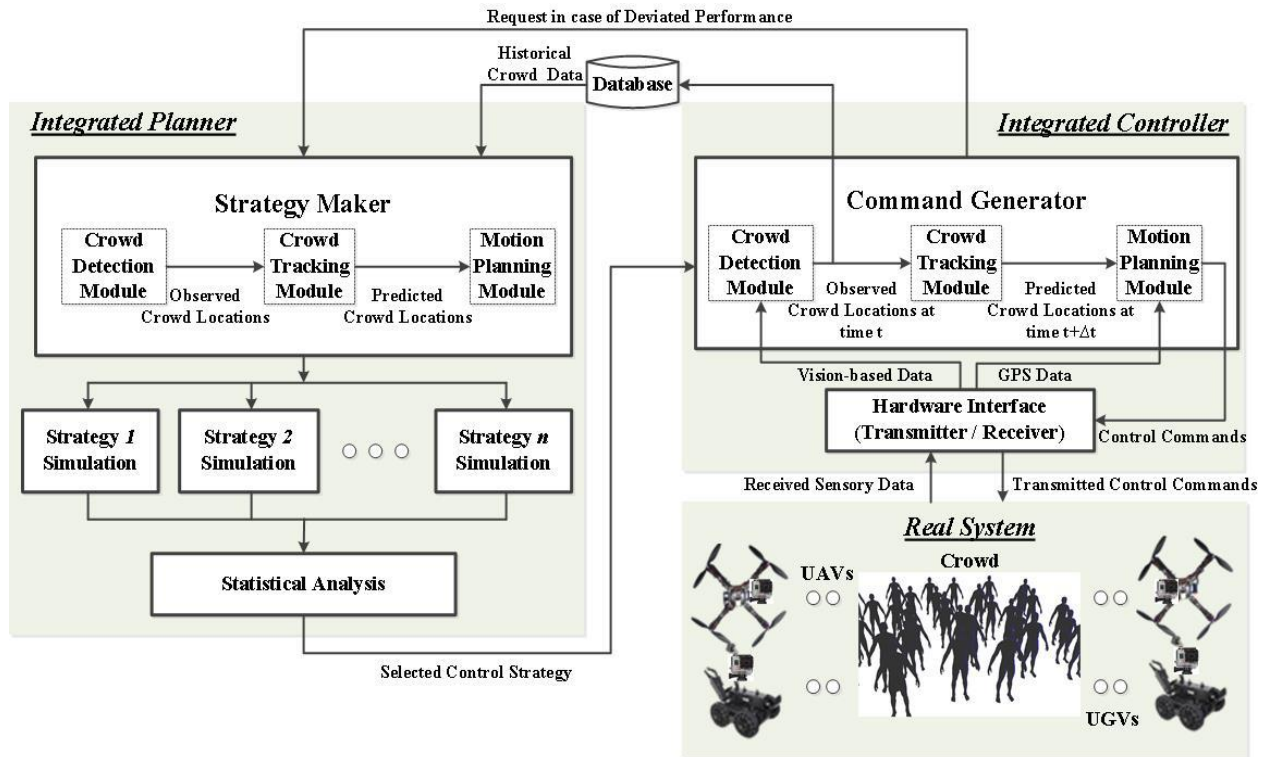 Request in case of Deviated Performance
Historical
Crowd Data
Database
Integrated Planner
Integrated Controller
Strategy Maker
Crowd
Detection
Module
Crowd
Tracking
Module
Motion
Planning
Module
Observed
Crowd Locations
Predicted
Crowd Locations
Command Generator
Crowd
Detection
Module
Crowd
Tracking
Module
Motion
Planning
Module
Observed
Crowd Locations at
time t
Predicted
Crowd Locations at
time t+Δt
Vision-based Data
GPS Data
Hardware Interface
(Transmitter / Receiver)
Control Commands
Strategy 1
Simulation
Strategy 2
Simulation
Strategy n
Simulation
Received Sensory Data
Transmitted Control Commands
Statistical Analysis
Selected Control Strategy
Real System
Crowd
UAVs
UGVs